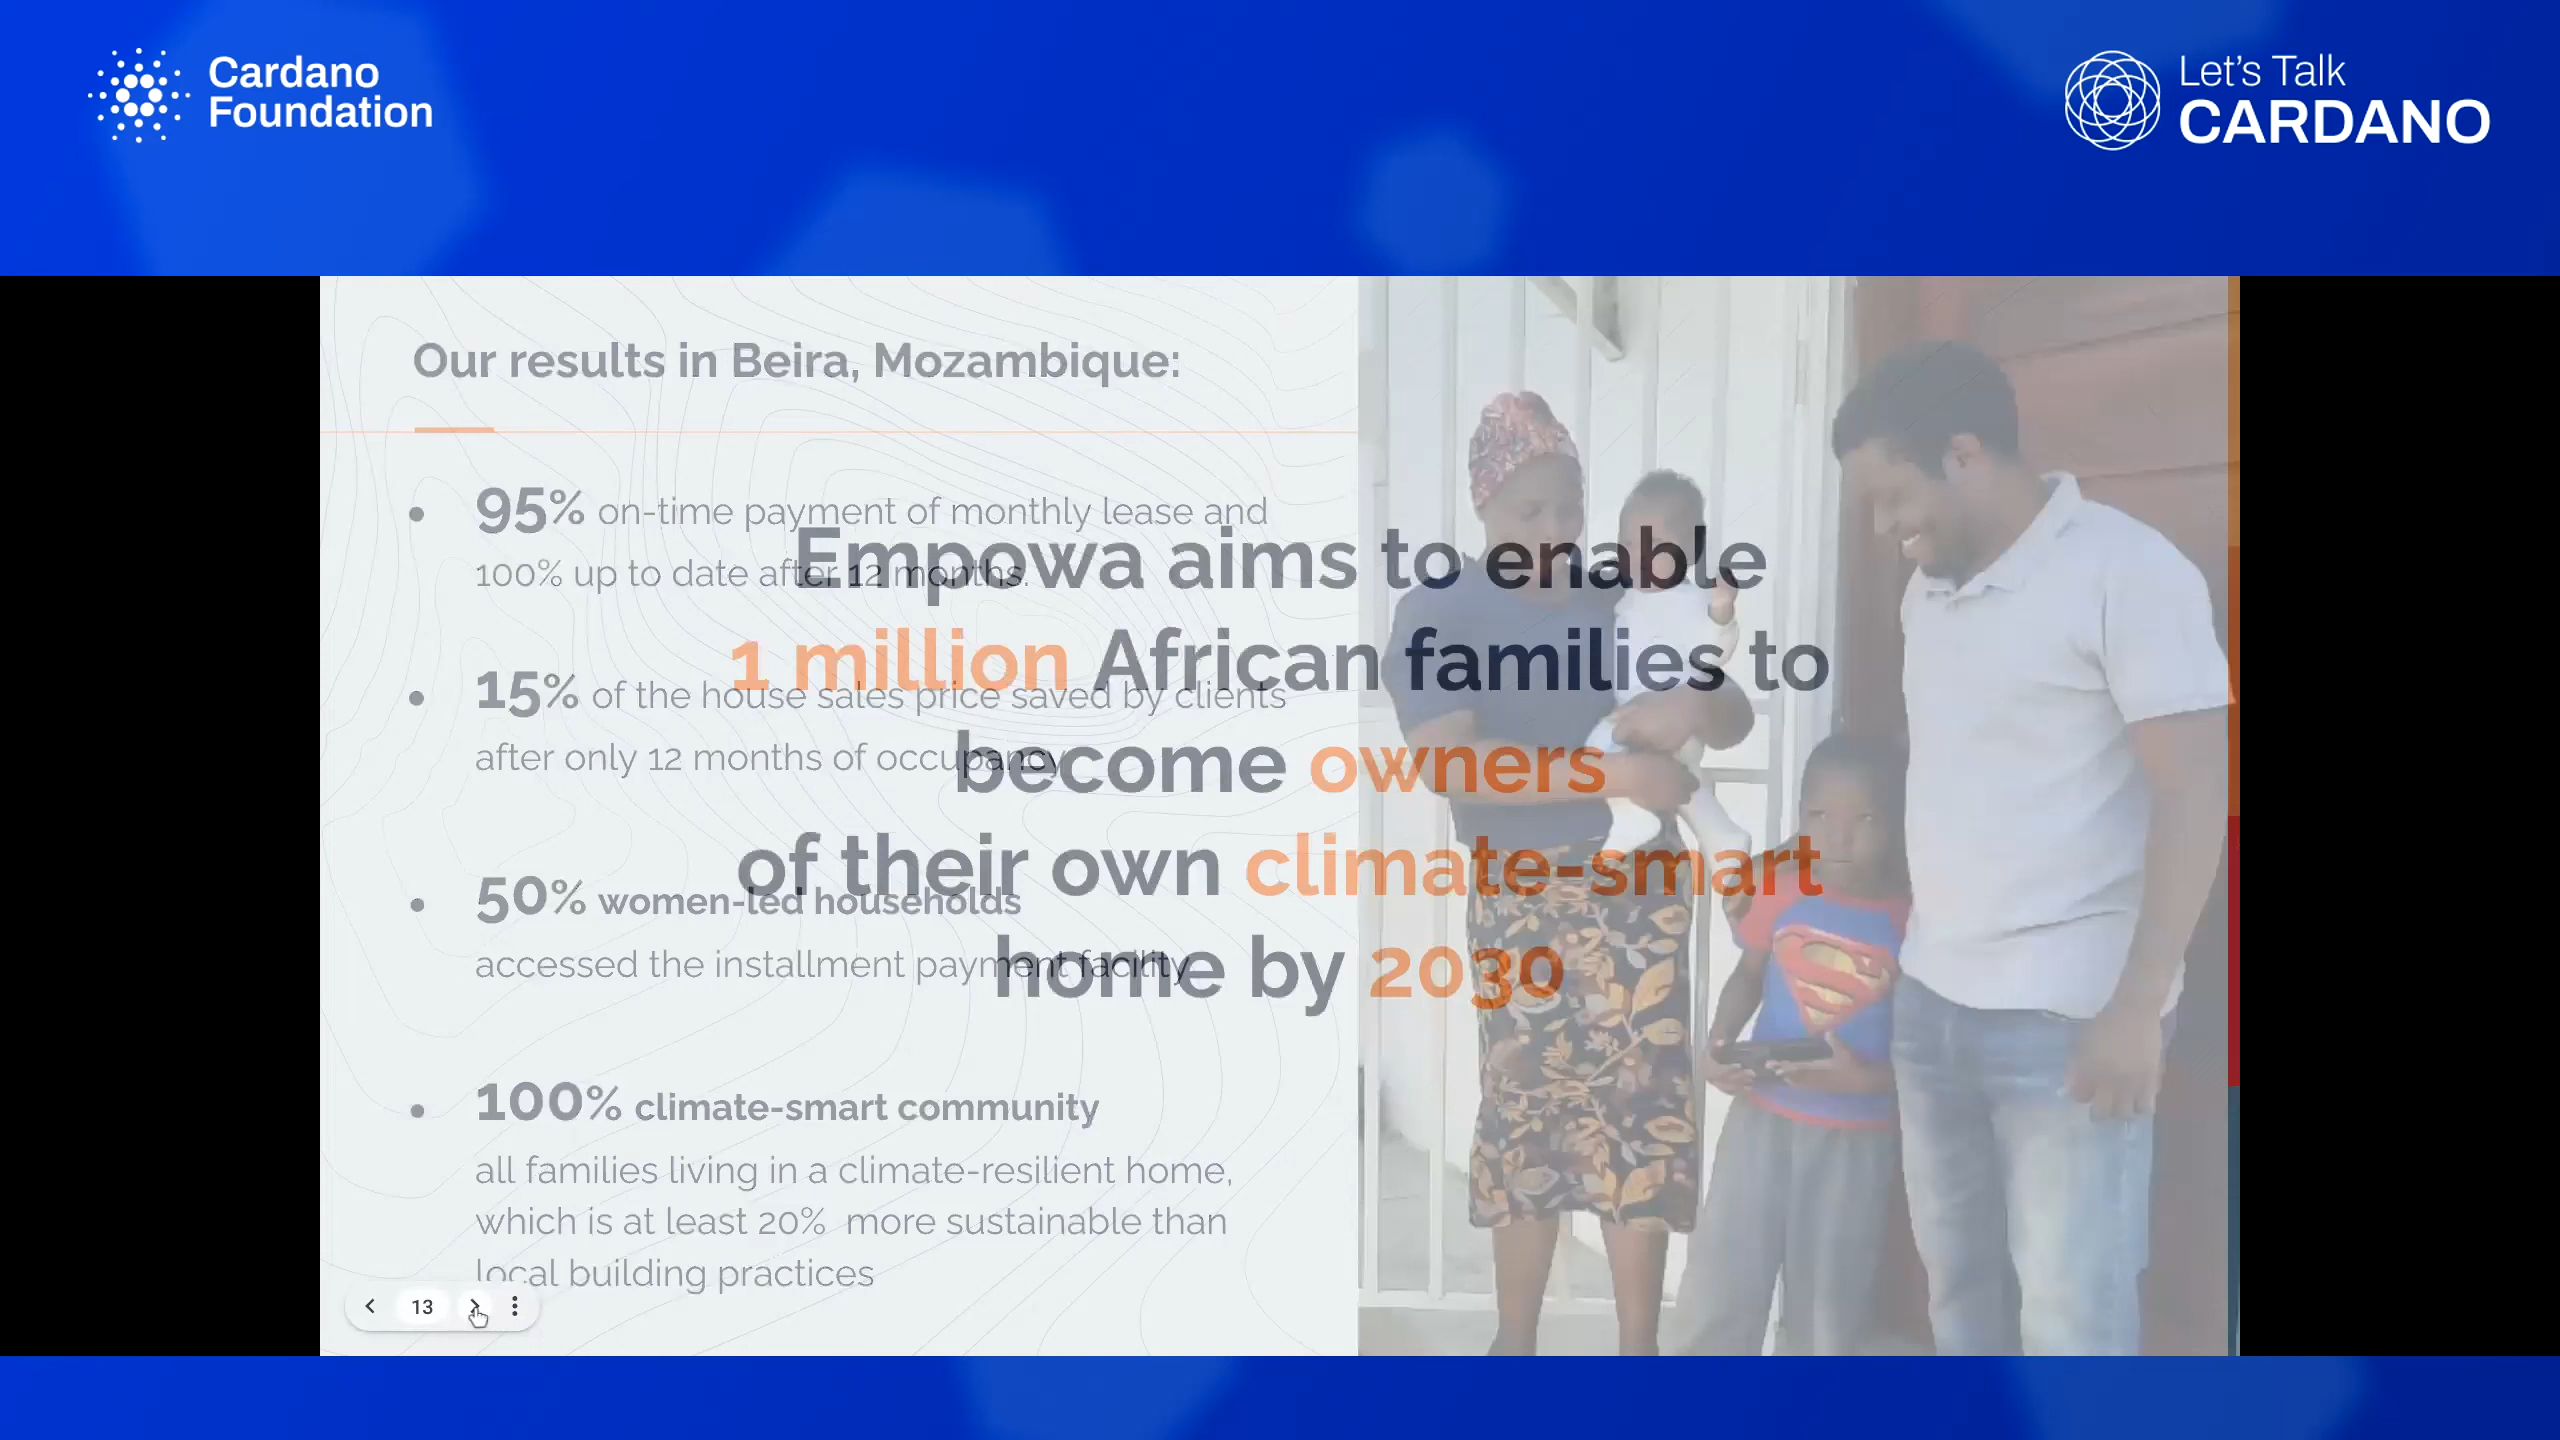 Cardano
Foundation
Let's Talk
CARDANO
Our results in Beira, Mozambique:
95% on-time payment of monthly lease and
100% up to date after 12 months.
15% of the house sales price saved by clients
after only 12 months of occupancy
50% women-led households
accessed the installment payment facility
100% climate-smart community
all families living in a climate-resilient home,
which is at least 20% more sustainable than
local building practices
Empowa aims to enable
1 million African families to
become owners
of their own climate-smart
home by 2030
13